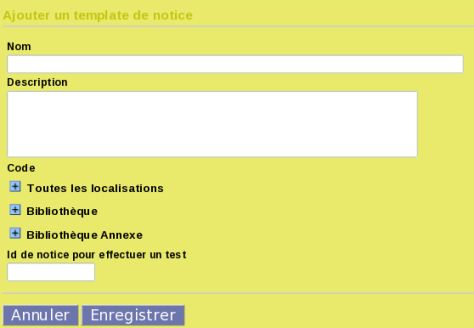 Ajouter un template de notice
Nom
Description
Code
Toutes les localisations
Bibliothèque
Bibliothèque Annexe
Id de notice pour effectuer un test
Annuler Enregistrer